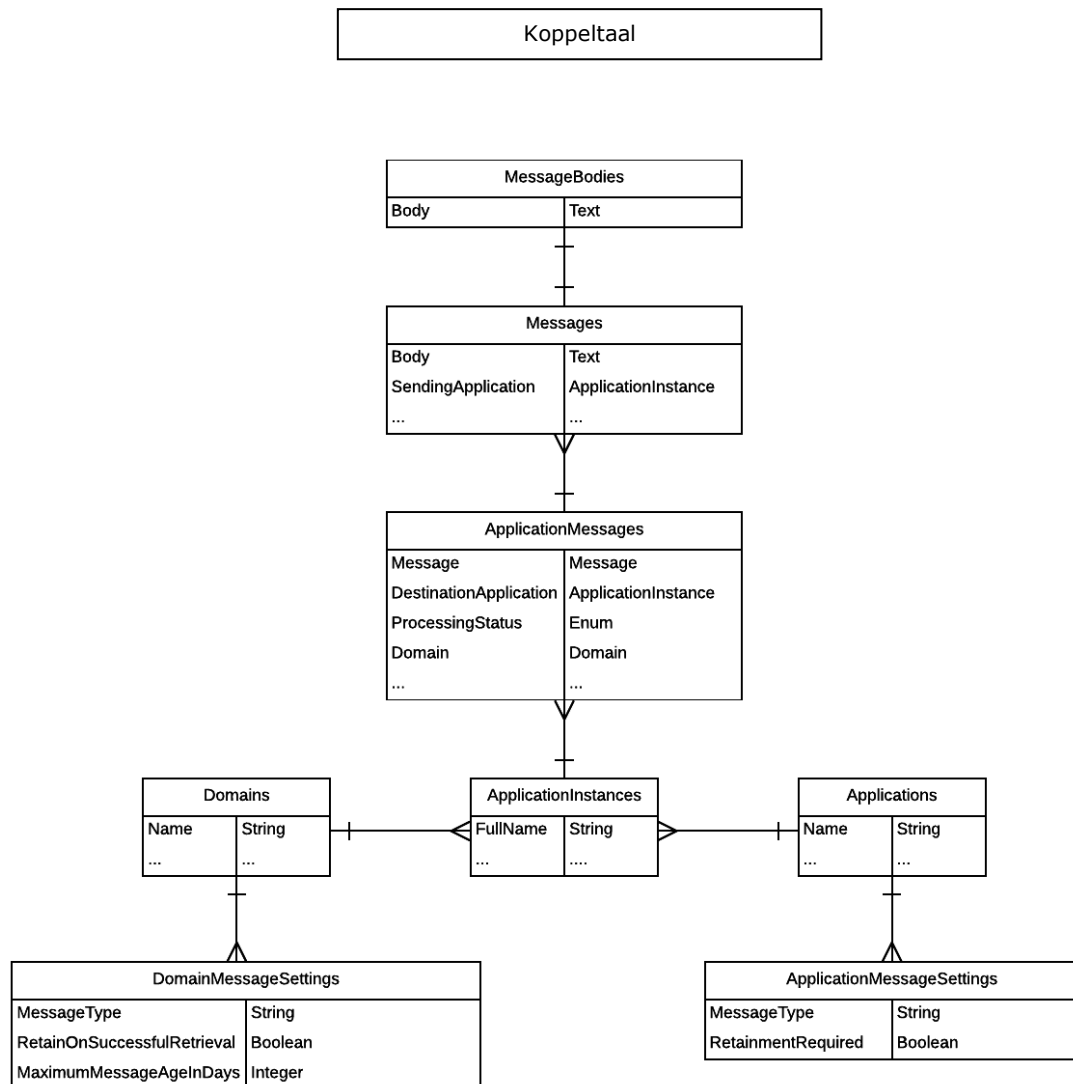 Koppeltaal
MessageBodies
Body Text
Messages
Body Text
SendingApplication ApplicationInstance
... ...
ApplicationMessages
Message Message
DestinationApplication ApplicationInstance
ProcessingStatus Enum
Domain Domain
... ...
Domains
Name String
... ...
ApplicationInstances
FullName String
... ....
Applications
Name String
... ...
DomainMessageSettings
MessageType String
RetainOnSuccessfulRetrieval Boolean
MaximumMessageAgeInDays Integer
ApplicationMessageSettings
MessageType String
RetainmentRequired Boolean